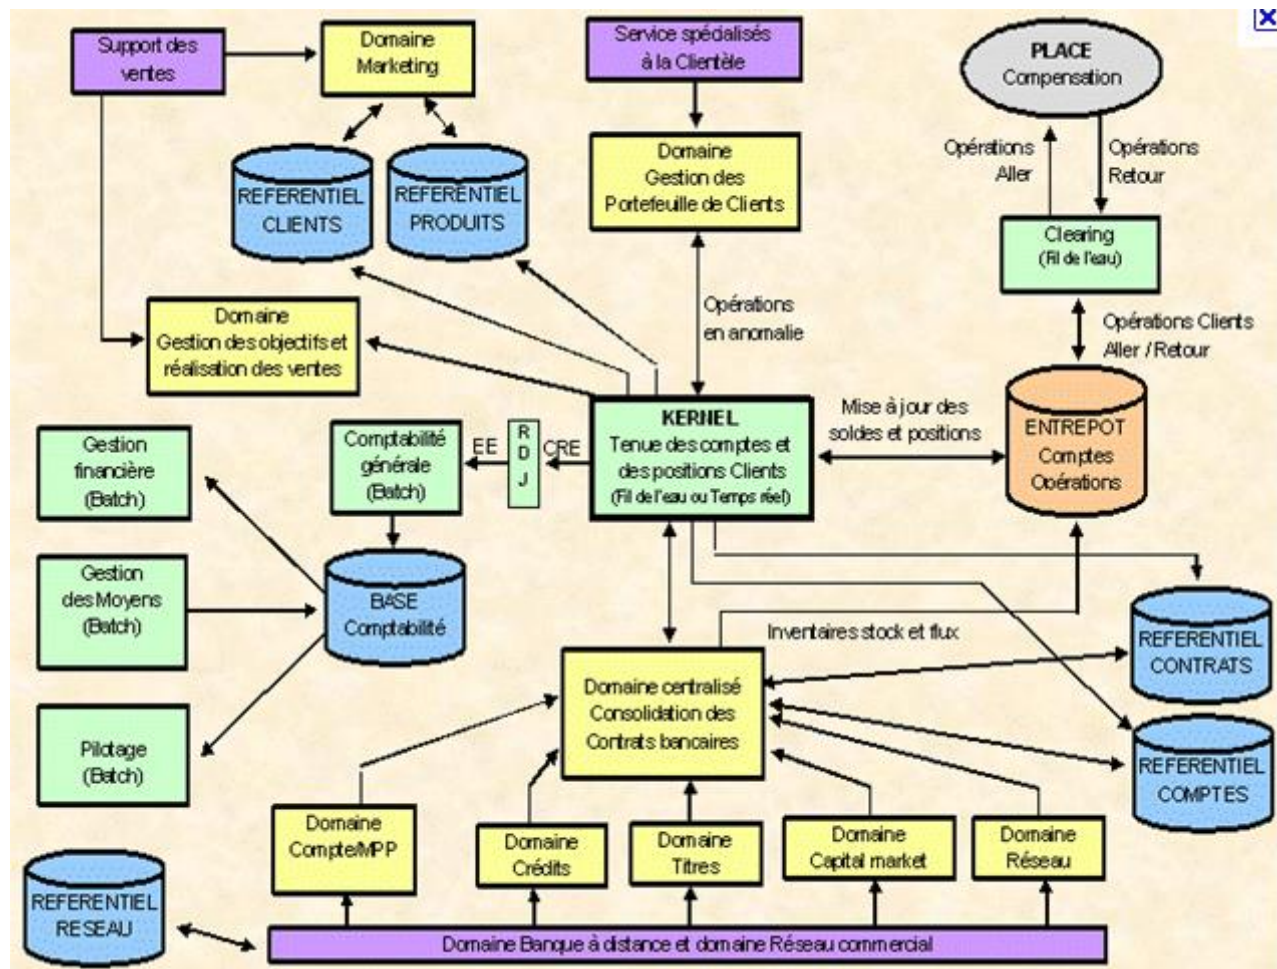 Support des
ventes
Domaine
Marketing
Service spécialisés
à la Clientèle
PLACE
Compensation
Opérations
Aller
Opérations
Retour
REFERENTIEL
CLIENTS
REFERENTIEL
PRODUITS
Domaine
Gestion des
Portefeuille de Clients
Clearing
(Fil de l'eau)
Domaine
Gestion des objectifs et
réalisation des ventes
Opérations
en anomalie
Opérations Clients
Aller / Retour
Gestion
financière
(Batch)
Comptabilité
générale
(Batch)
EE
R
D
J
CRE
KERNEL
Tenue des comptes et
des positions Clients
(Fil de l'eau ou Temps réel)
Mise à jour des
soldes et positions
ENTREPOT
Comptes
Opérations
Gestion
des Moyens
(Batch)
BASE
Comptabilité
Inventaires stock et flux
REFERENTIEL
CONTRATS
Domaine centralisé
Consolidation des
Contrats bancaires
Pilotage
(Batch)
REFERENTIEL
COMPTES
Domaine
Compte/MPP
Domaine
Crédits
Domaine
Titres
Domaine
Capital market
Domaine
Réseau
REFERENTIEL
RESEAU
Domaine Banque à distance et domaine Réseau commercial